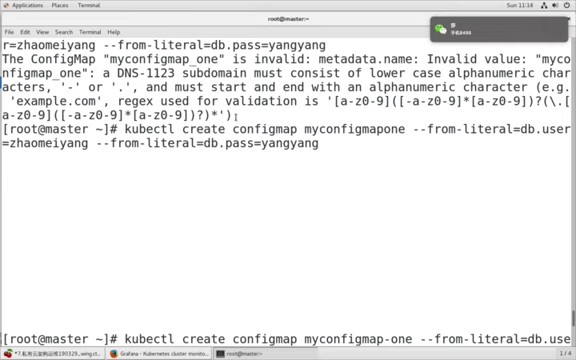 Applications Places Terminal
Sun 11:14
root@master:~
File Edit View Search Terminal Help
r=zhaomeiyang --from-literal=db.pass=yangyang
The ConfigMap "myconfigmap_one" is invalid: metadata.name: Invalid value: "myco
nfigmap_one": a DNS-1123 subdomain must consist of lower case alphanumeric char
acters, '-' or '.', and must start and end with an alphanumeric character (e.g.
 'example.com', regex used for validation is '[a-z0-9]([-a-z0-9]*[a-z0-9])?(\.[
a-z0-9]([-a-z0-9]*[a-z0-9])?)*')
[root@master ~]# kubectl create configmap myconfigmapone --from-literal=db.user
=zhaomeiyang --from-literal=db.pass=yangyang
[root@master ~]# kubectl create configmap myconfigmap-one --from-literal=db.use
Grafana - Kubernetes cluster monito...
root@master:~
1 / 4